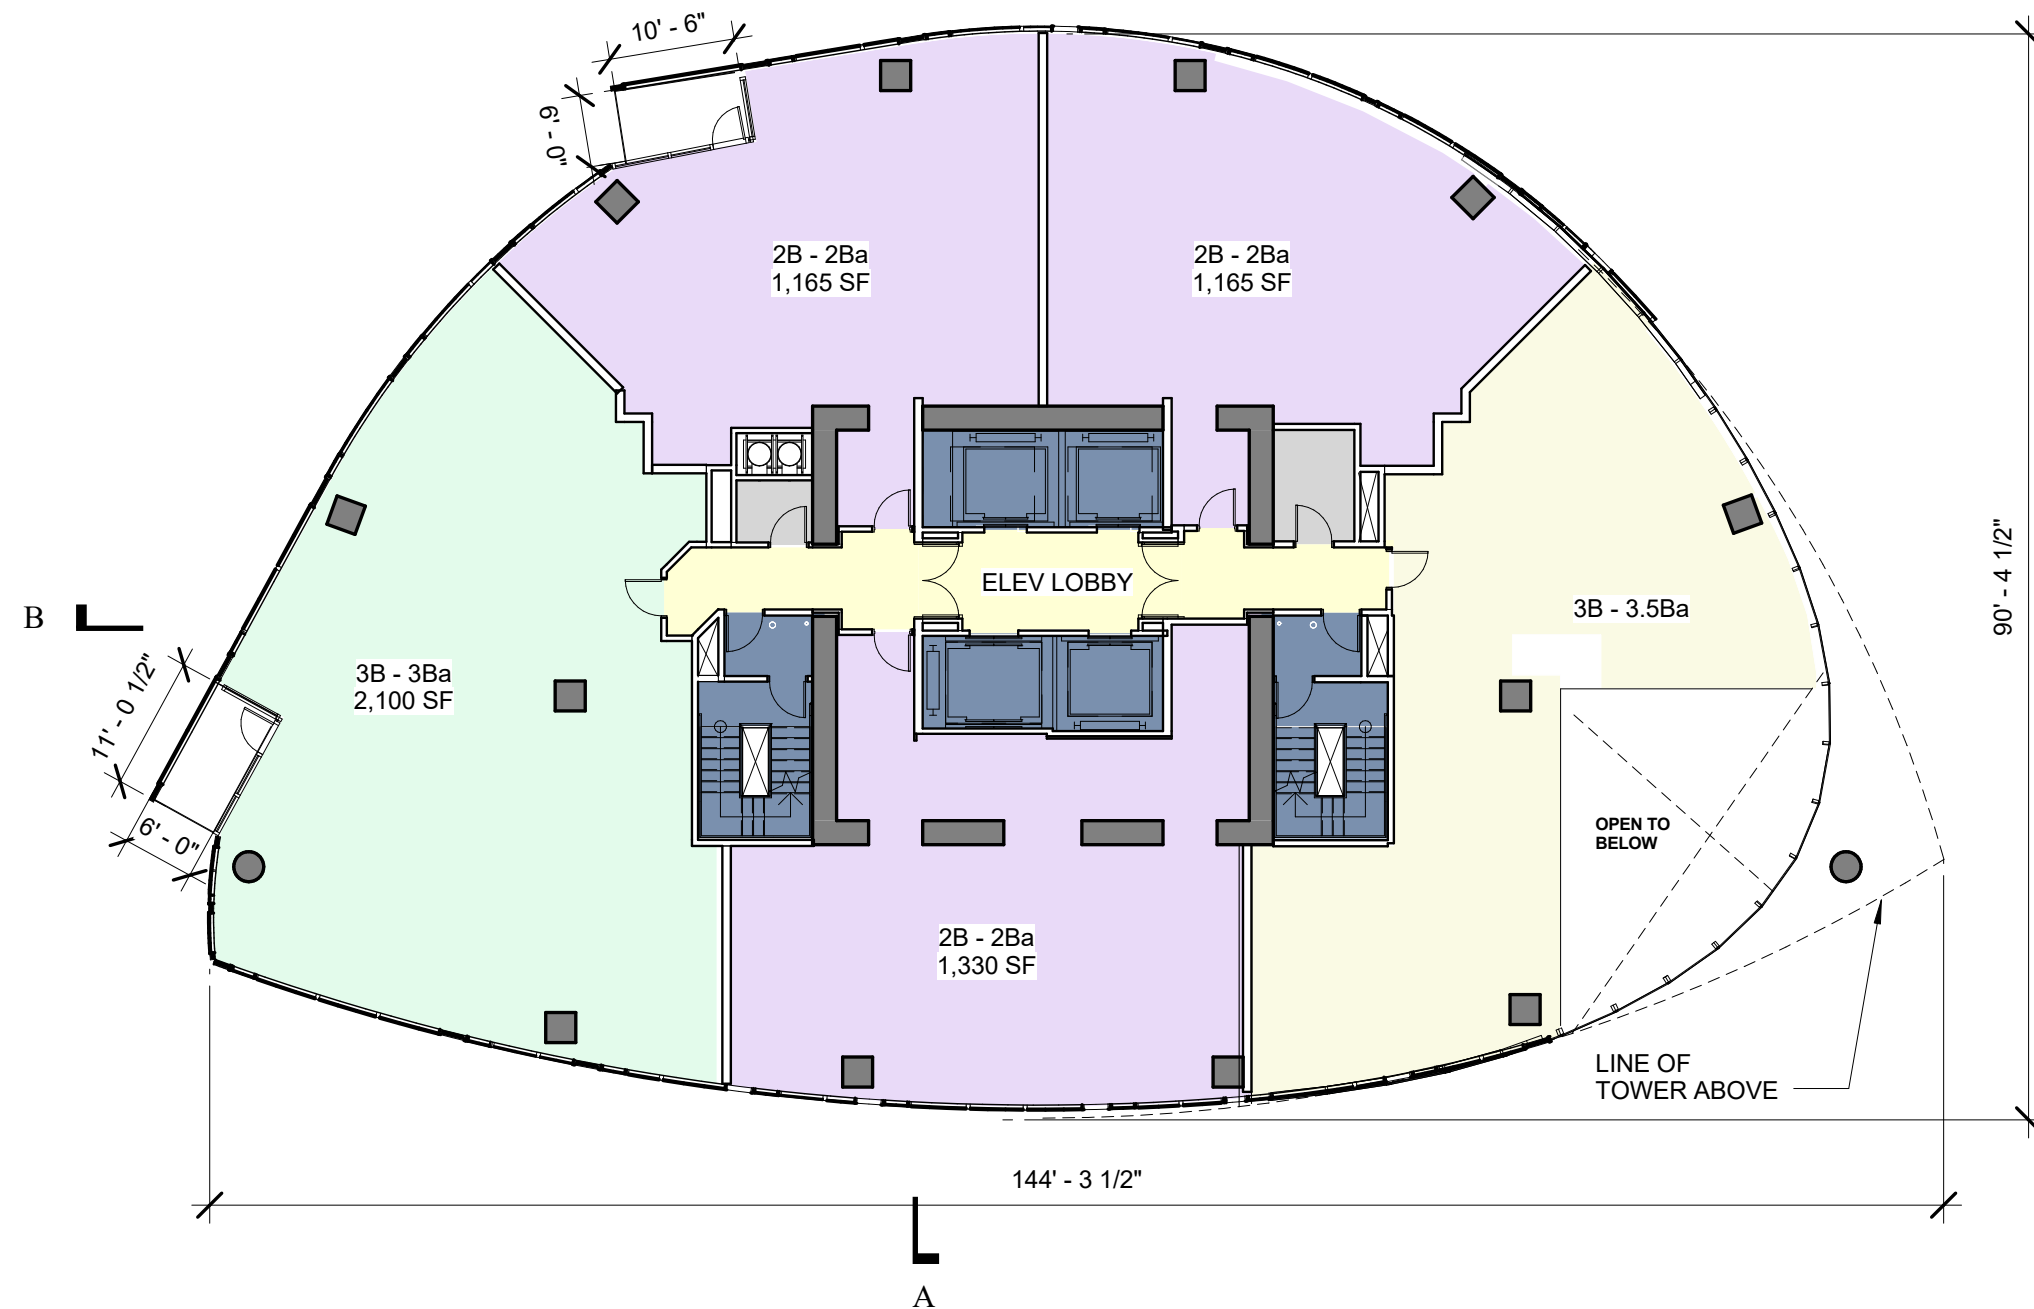 10' - 6"
6' - 0"
2B - 2Ba
1,165 SF
2B - 2Ba
1,165 SF
90' - 4 1/2"
ELEV LOBBY
B
3B - 3.5Ba
3B - 3Ba
2,100 SF
11' - 0 1/2"
6' - 0"
OPEN TO
BELOW
2B - 2Ba
1,330 SF
LINE OF
TOWER ABOVE
144' - 3 1/2"
A